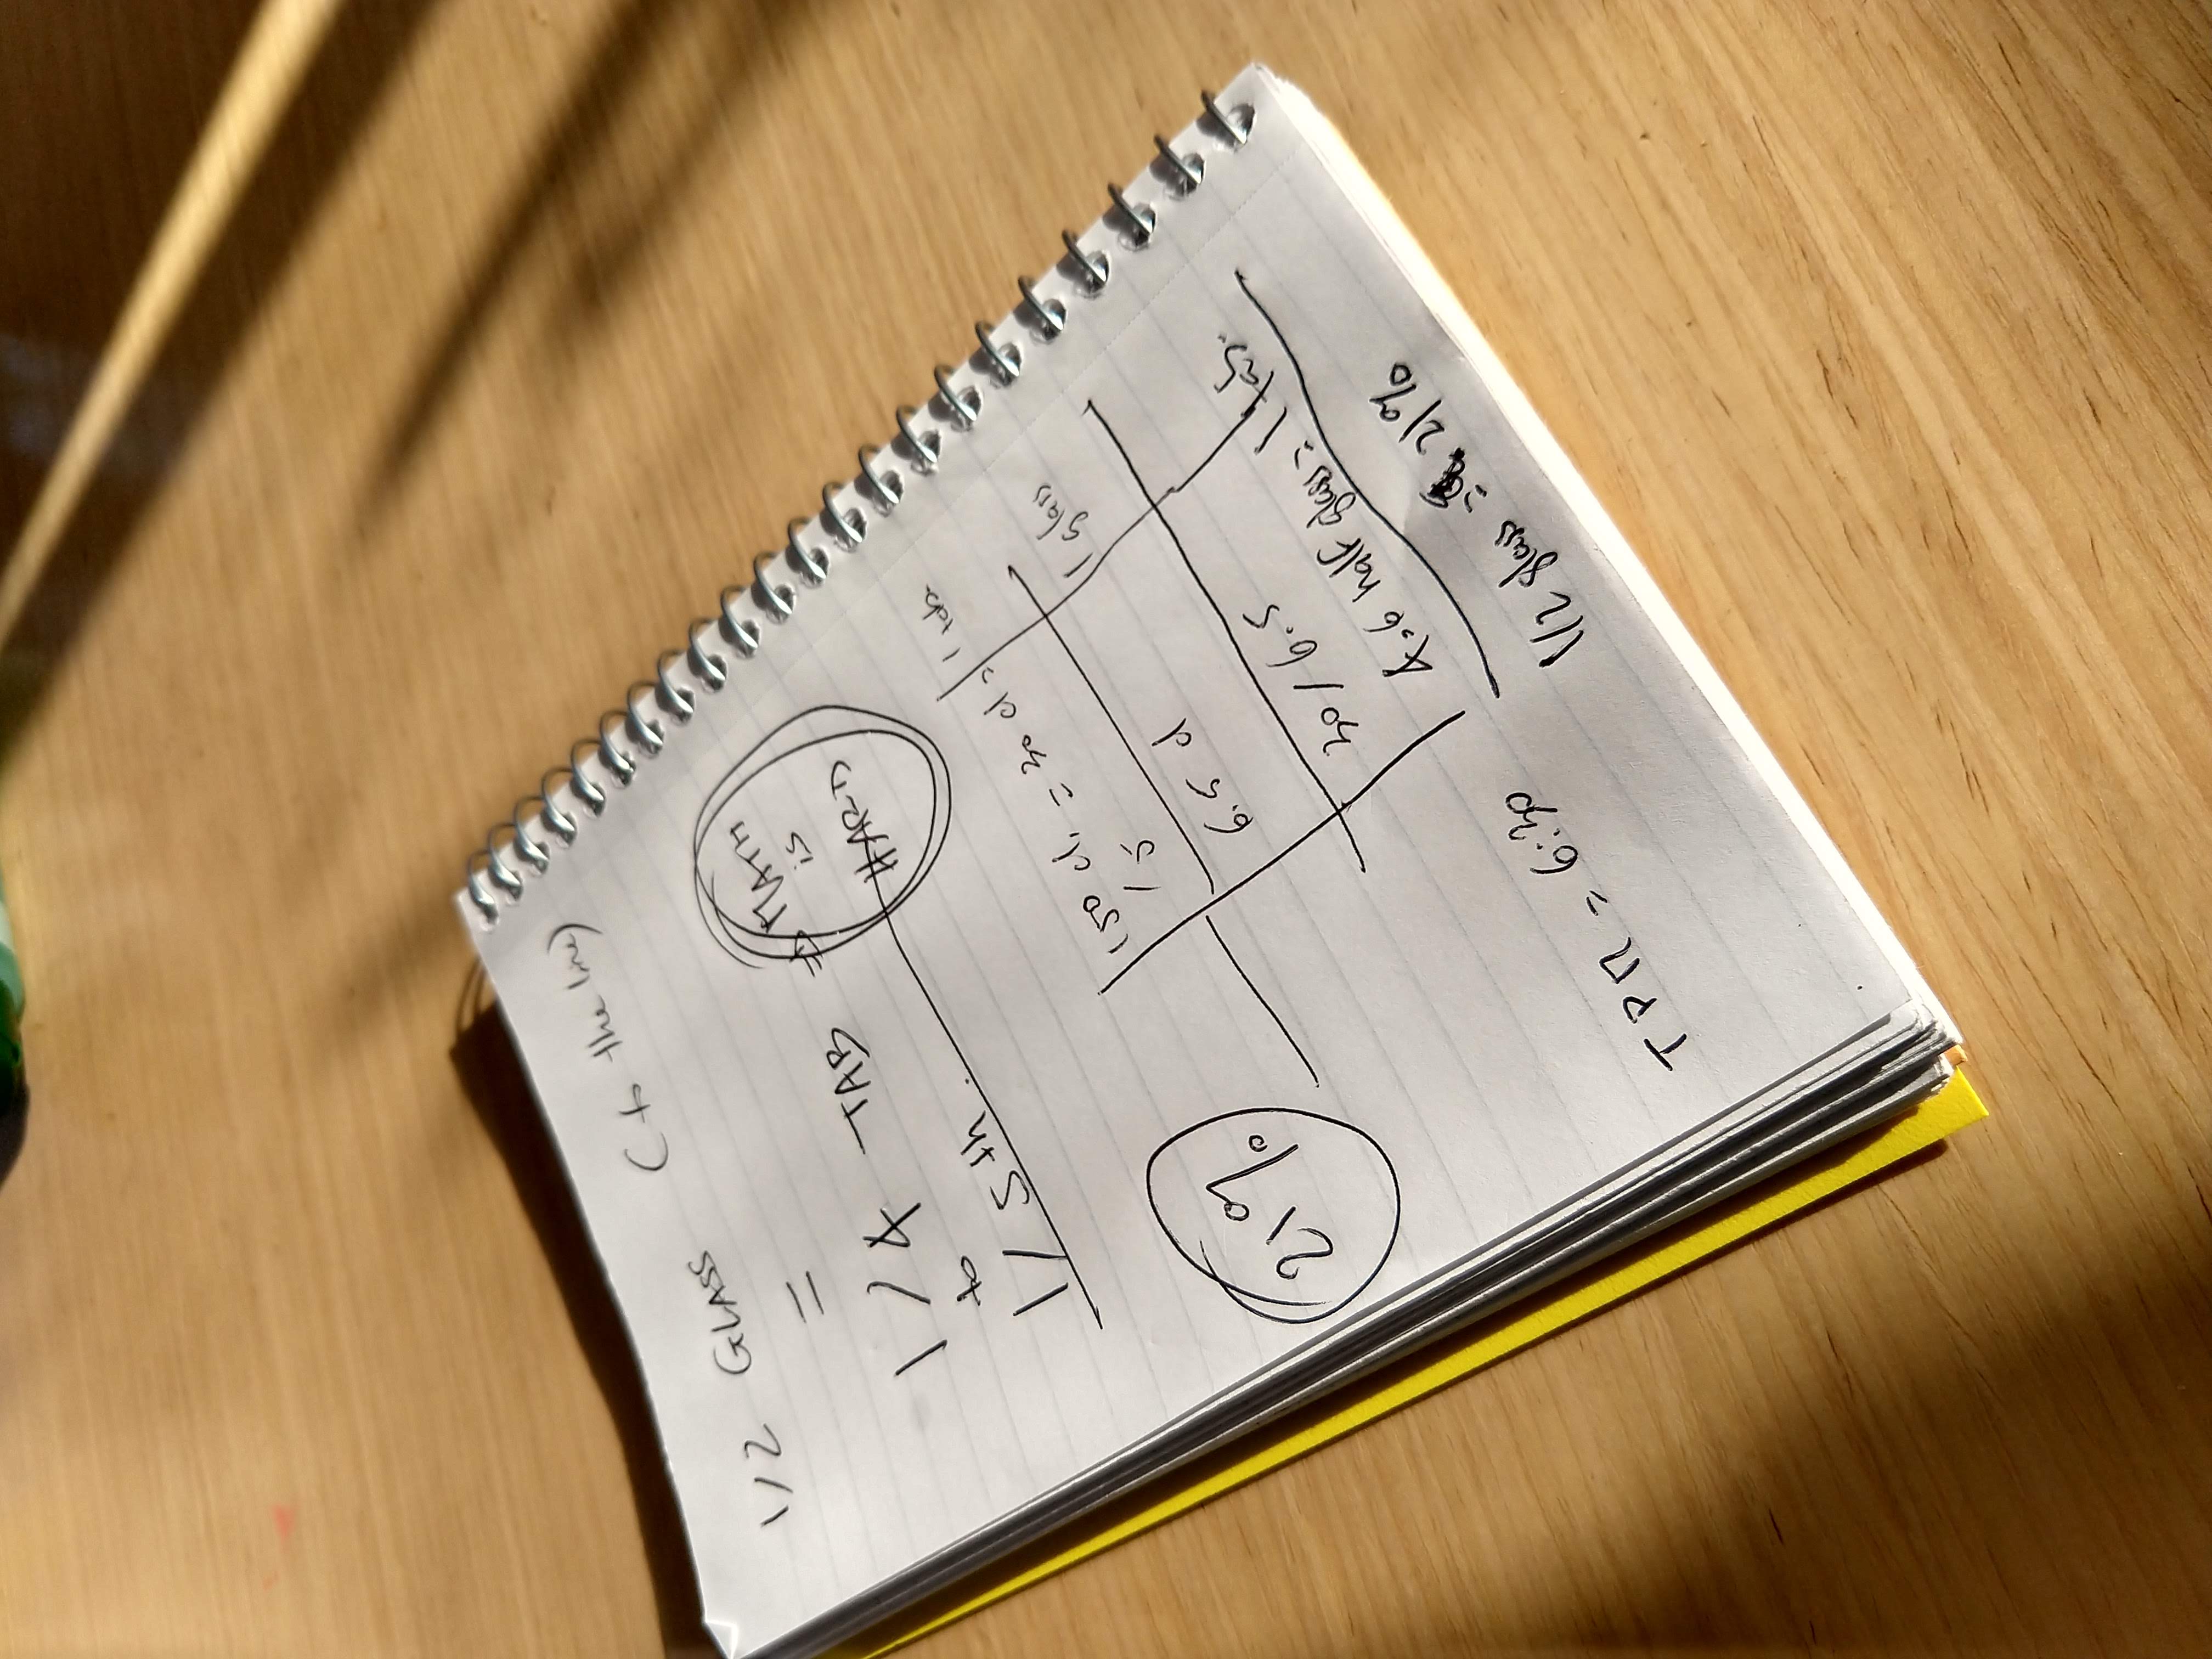 1/2 GLASS (to the line)
=
1/4 TAB ⇒ MATH
is
HARD
to
1/5th.
150 cl. = 30 cl = 1 tab
/5
6.5 cl 1 glass
21%
30/6.5
4.6 half glass = 1 tab.
1/2 glass = 21%
TPM = 6:30